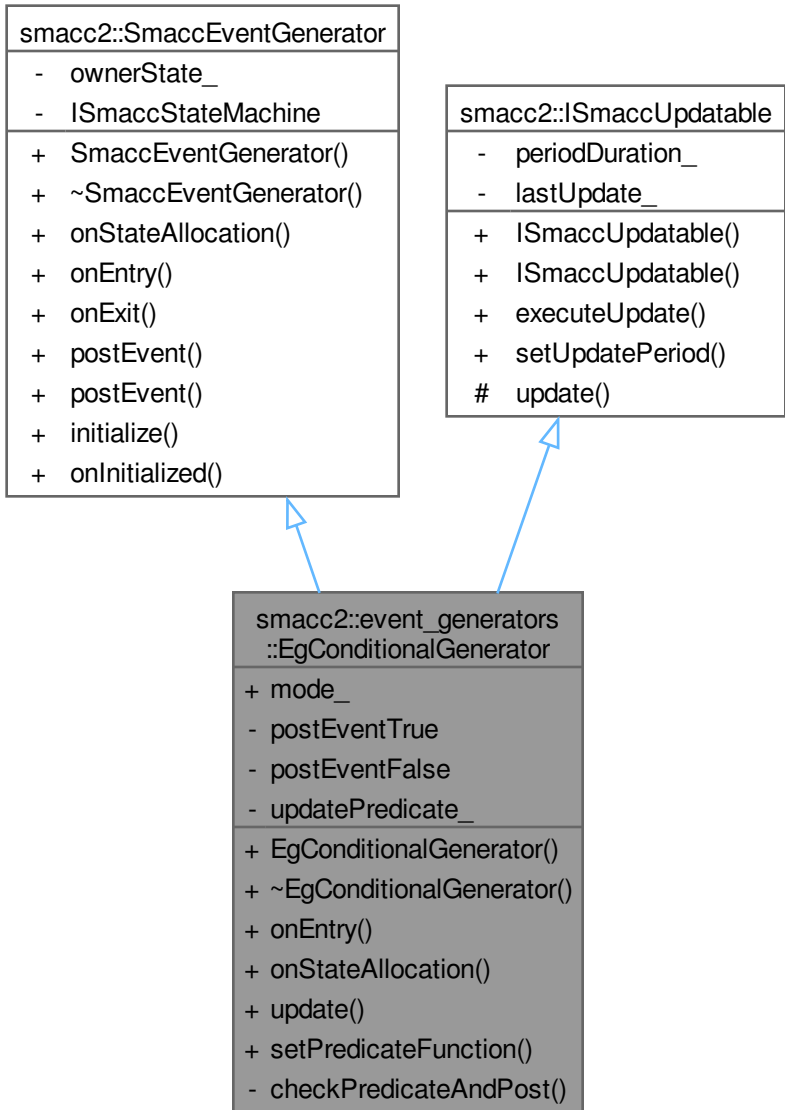 smacc2::SmaccEventGenerator
- ownerState_
- ISmaccStateMachine
+ SmaccEventGenerator()
+ ~SmaccEventGenerator()
+ onStateAllocation()
+ onEntry()
+ onExit()
+ postEvent()
+ postEvent()
+ initialize()
+ onInitialized()
smacc2::ISmaccUpdatable
- periodDuration_
- lastUpdate_
+ ISmaccUpdatable()
+ ISmaccUpdatable()
+ executeUpdate()
+ setUpdatePeriod()
# update()
smacc2::event_generators
::EgConditionalGenerator
+ mode_
- postEventTrue
- postEventFalse
- updatePredicate_
+ EgConditionalGenerator()
+ ~EgConditionalGenerator()
+ onEntry()
+ onStateAllocation()
+ update()
+ setPredicateFunction()
- checkPredicateAndPost()